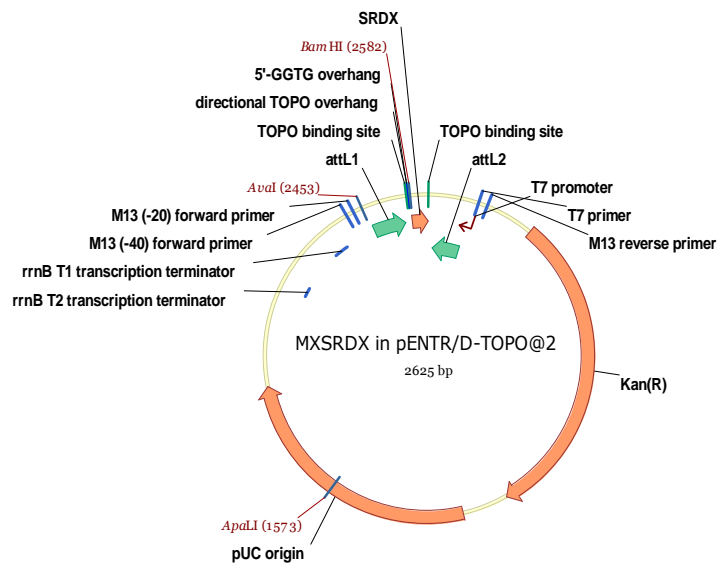 SRDX
BamHI (2582)
5'-GGTG overhang
directional TOPO overhang
TOPO binding site
TOPO binding site
attL1
attL2
AvaI (2453)
T7 promoter
M13 (-20) forward primer
T7 primer
M13 (-40) forward primer
M13 reverse primer
rrnB T1 transcription terminator
rrnB T2 transcription terminator
MXSRDX in pENTR/D-TOPO@2
2625 bp
Kan(R)
ApaLI (1573)
pUC origin